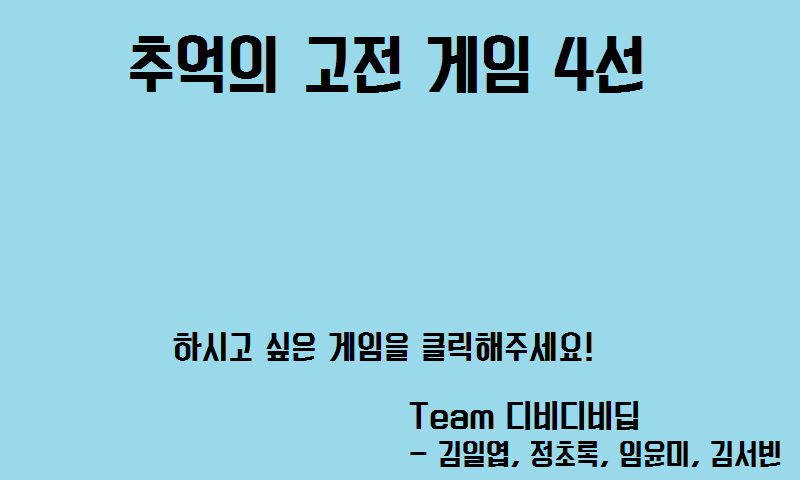 추억의 고전 게임 4선
하시고 싶은 게임을 클릭해주세요!
Team 디비디비딥
- 김일엽, 정초록, 임윤미, 김서빈